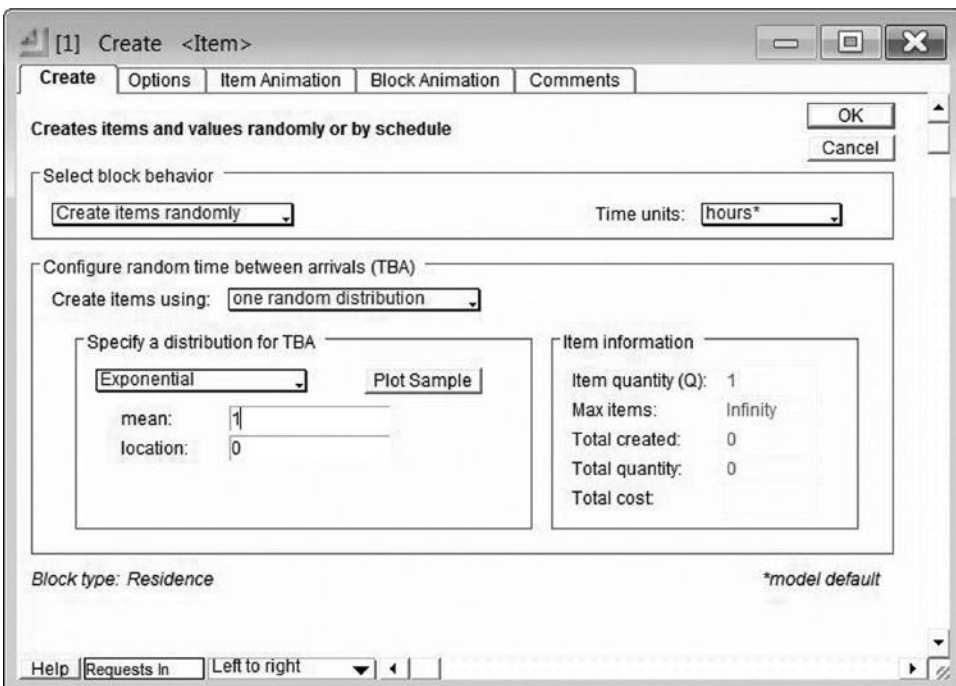 [1] Create <Item>
Create Options Item Animation Block Animation Comments
Creates items and values randomly or by schedule
OK
Cancel
Select block behavior
Create items randomly
Time units: hours*
Configure random time between arrivals (TBA)
Create items using: one random distribution
Specify a distribution for TBA
Exponential
Plot Sample
mean: 1
location: 0
Item information
Item quantity (Q): 1
Max items: Infinity
Total created: 0
Total quantity: 0
Total cost:
Block type: Residence
*model default
Help Requests In Left to right